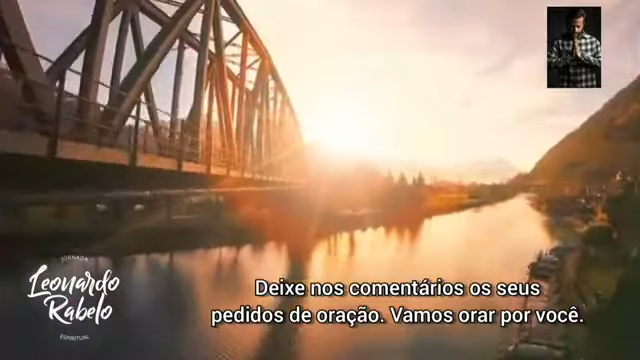 JORNADA
Leonardo
Rabelo
ESPIRITUAL
Deixe nos comentários os seus
pedidos de oração. Vamos orar por você.